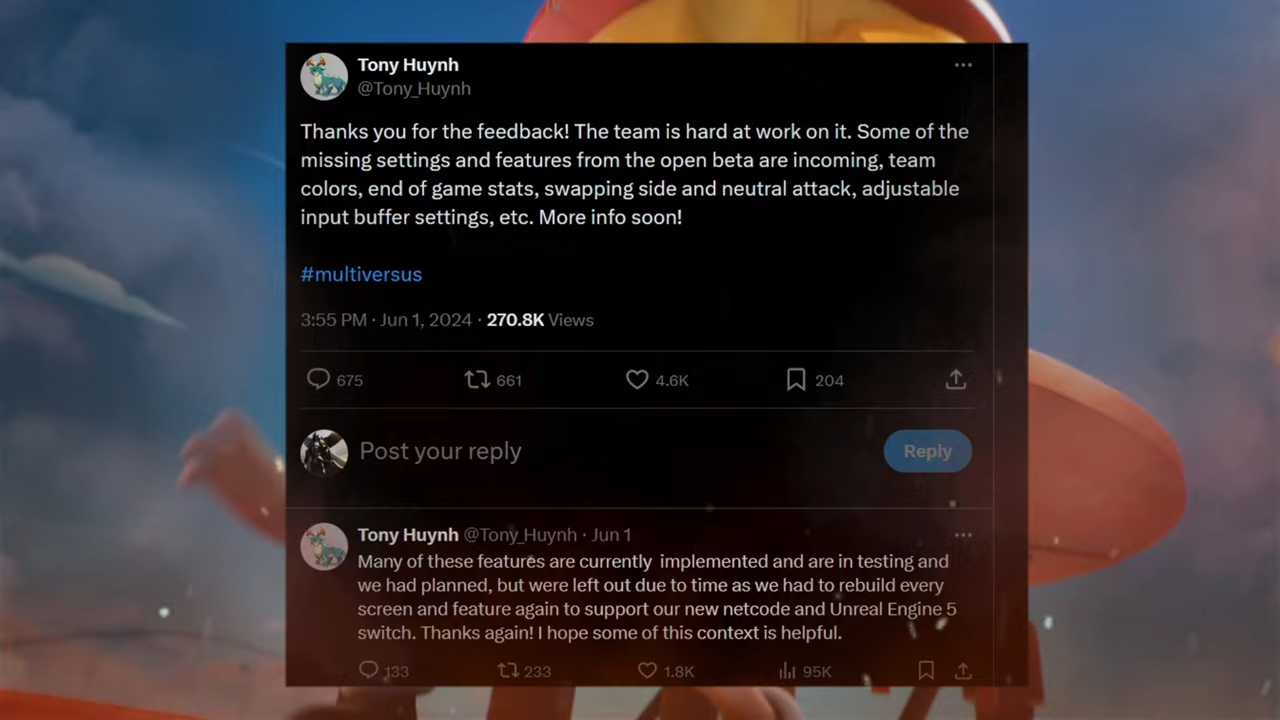 Tony Huynh
@Tony_Huynh
Thanks you for the feedback! The team is hard at work on it. Some of the
missing settings and features from the open beta are incoming, team
colors, end of game stats, swapping side and neutral attack, adjustable
input buffer settings, etc. More info soon!
#multiversus
3:55 PM · Jun 1, 2024 · 270.8K Views
675 661 4.6K 204
Post your reply Reply
Tony Huynh @Tony_Huynh · Jun 1
Many of these features are currently implemented and are in testing and
we had planned, but were left out due to time as we had to rebuild every
screen and feature again to support our new netcode and Unreal Engine 5
switch. Thanks again! I hope some of this context is helpful.
133 233 1.8K 95K